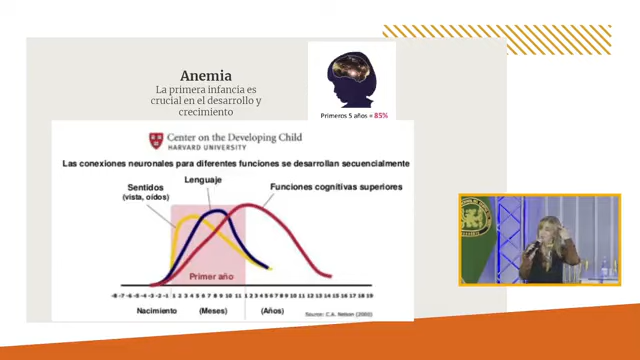 Anemia
La primera infancia es
crucial en el desarrollo y
crecimiento
Primeros 5 años = 85%
Center on the Developing Child
HARVARD UNIVERSITY
Las conexiones neuronales para diferentes funciones se desarrollan secuencialmente
Sentidos
(vista, oídos)
Lenguaje
Funciones cognitivas superiores
Primer año
-8 -7 -6 -5 -4 -3 -2 -1 1 2 3 4 5 6 7 8 9 10 11 1 2 3 4 5 6 7 8 9 10 11 12 13 14 15 16 17 18 19
Nacimiento (Meses) (Años)
Source: C.A. Nelson (2000)